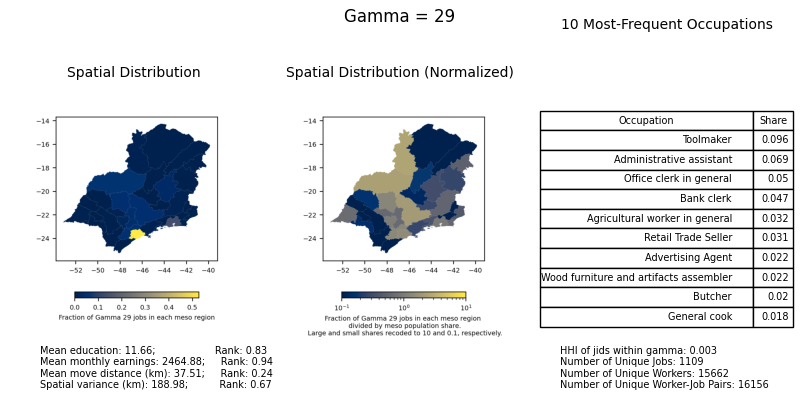 Gamma = 29
10 Most-Frequent Occupations
Spatial Distribution
Spatial Distribution (Normalized)
−14
−16
−18
−20
−22
−24
−52 −50 −48 −46 −44 −42 −40
0.0 0.1 0.2 0.3 0.4 0.5
Fraction of Gamma 29 jobs in each meso region
−14
−16
−18
−20
−22
−24
−52 −50 −48 −46 −44 −42 −40
10⁻¹ 10⁰ 10¹
Fraction of Gamma 29 jobs in each meso region
divided by meso population share.
Large and small shares recoded to 10 and 0.1, respectively.
Occupation Share
Toolmaker 0.096
Administrative assistant 0.069
Office clerk in general 0.05
Bank clerk 0.047
Agricultural worker in general 0.032
Retail Trade Seller 0.031
Advertising Agent 0.022
Wood furniture and artifacts assembler 0.022
Butcher 0.02
General cook 0.018
Mean education: 11.66; Rank: 0.83
Mean monthly earnings: 2464.88; Rank: 0.94
Mean move distance (km): 37.51; Rank: 0.24
Spatial variance (km): 188.98; Rank: 0.67
HHI of jids within gamma: 0.003
Number of Unique Jobs: 1109
Number of Unique Workers: 15662
Number of Unique Worker-Job Pairs: 16156